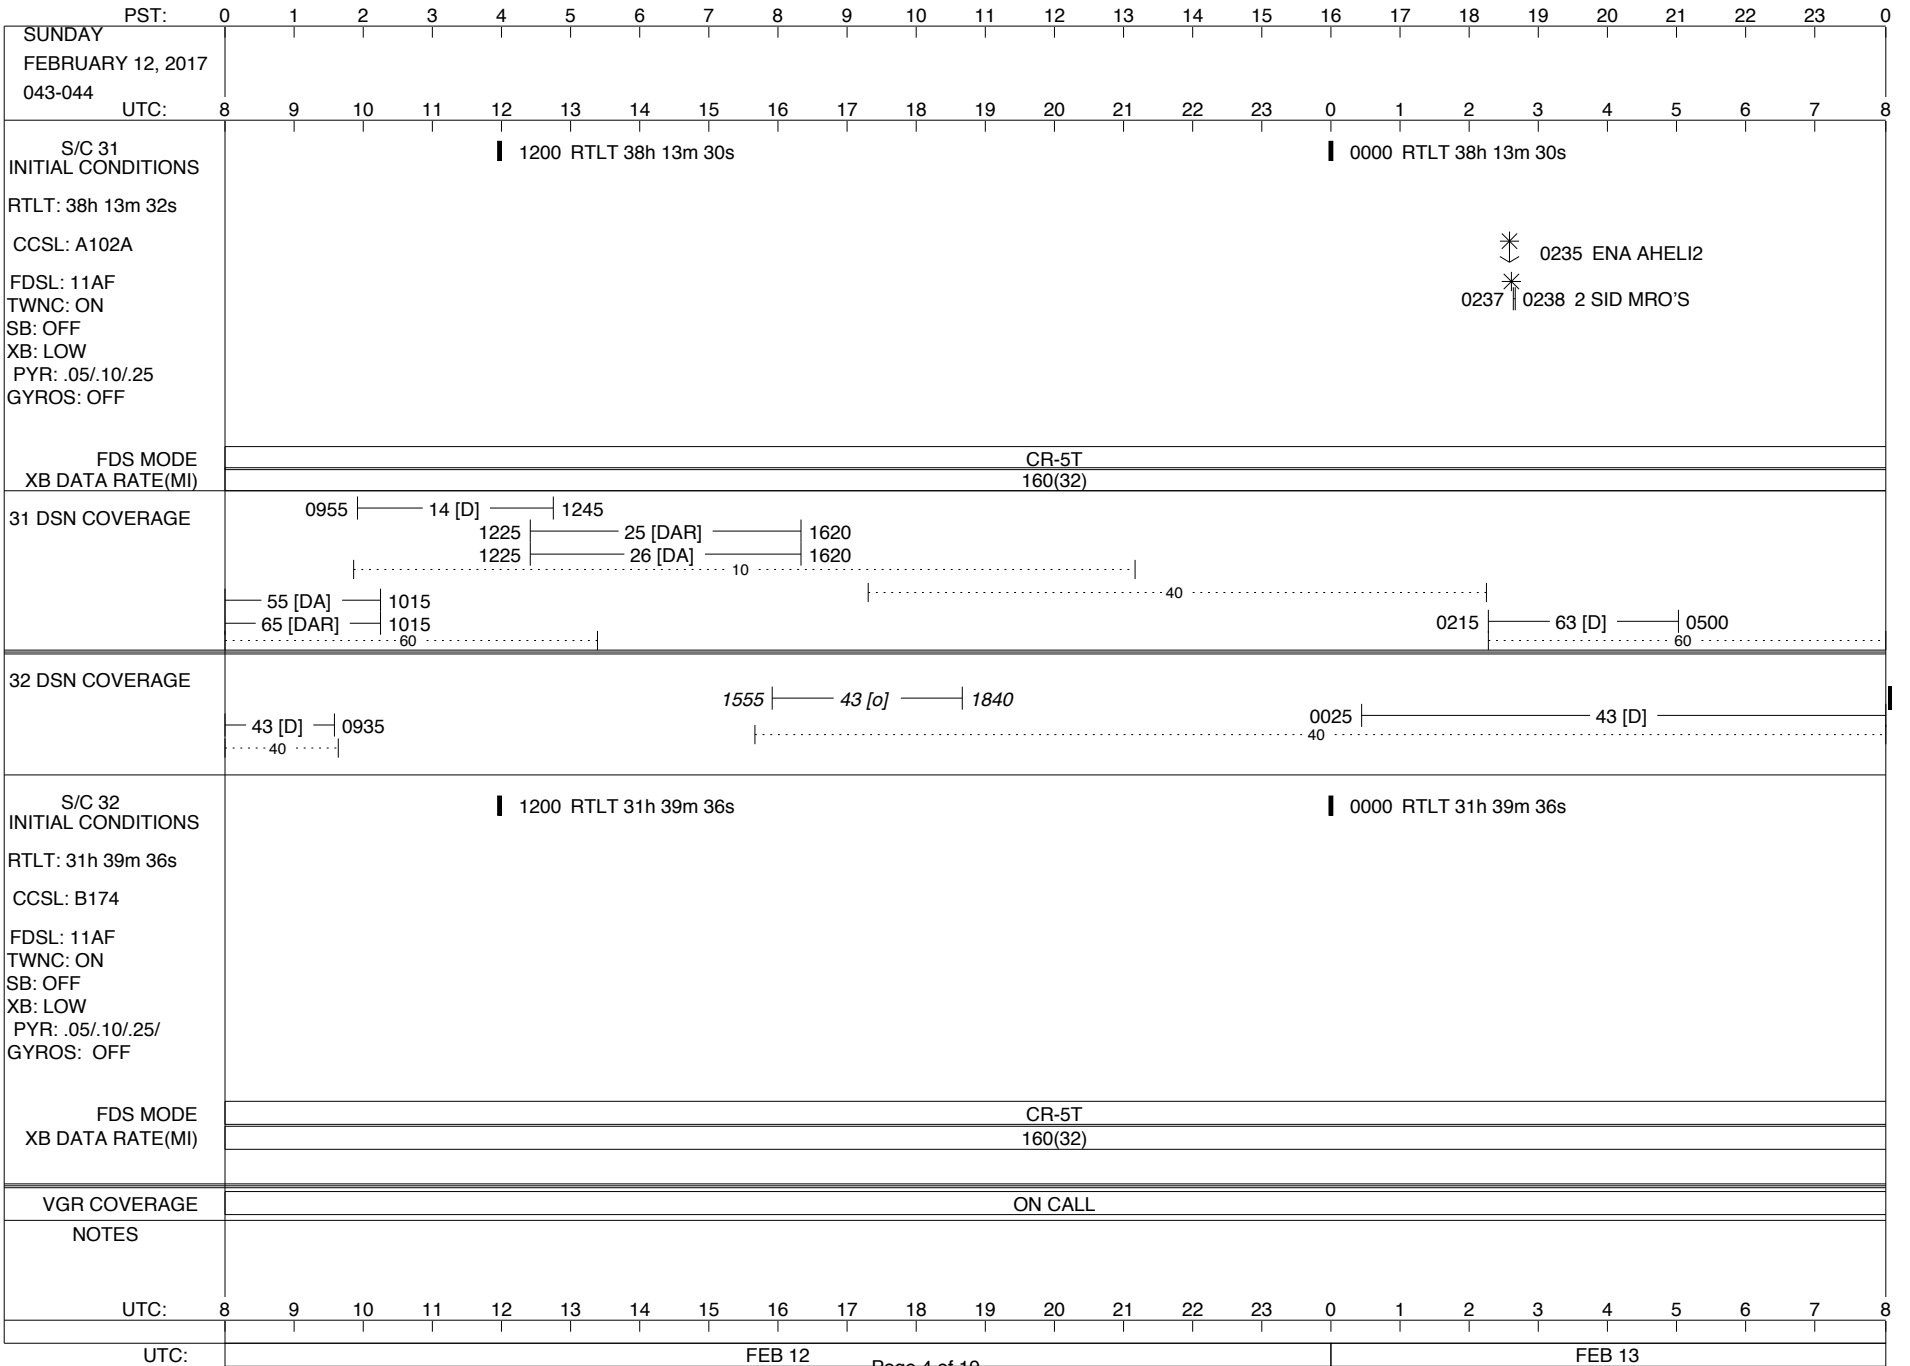 PST: 0 1 2 3 4 5 6 7 8 9 10 11 12 13 14 15 16 17 18 19 20 21 22 23 0
SUNDAY
FEBRUARY 12, 2017
043-044
UTC: 8 9 10 11 12 13 14 15 16 17 18 19 20 21 22 23 0 1 2 3 4 5 6 7 8
S/C 31
INITIAL CONDITIONS
1200 RTLT 38h 13m 30s
0000 RTLT 38h 13m 30s
RTLT: 38h 13m 32s
CCSL: A102A
0235 ENA AHELI2
FDSL: 11AF
TWNC: ON
0237 0238 2 SID MRO'S
SB: OFF
XB: LOW
PYR: .05/.10/.25
GYROS: OFF
FDS MODE CR-5T
XB DATA RATE(MI) 160(32)
31 DSN COVERAGE
0955 14 [D] 1245
1225 25 [DAR] 1620
1225 26 [DA] 1620
10
40
55 [DA] 1015
65 [DAR] 1015
60
0215 63 [D] 0500
60
32 DSN COVERAGE
1555 43 [o] 1840
0025 43 [D]
43 [D] 0935
40
40
S/C 32
INITIAL CONDITIONS
1200 RTLT 31h 39m 36s
0000 RTLT 31h 39m 36s
RTLT: 31h 39m 36s
CCSL: B174
FDSL: 11AF
TWNC: ON
SB: OFF
XB: LOW
PYR: .05/.10/.25/
GYROS: OFF
FDS MODE CR-5T
XB DATA RATE(MI) 160(32)
VGR COVERAGE ON CALL
NOTES
UTC: 8 9 10 11 12 13 14 15 16 17 18 19 20 21 22 23 0 1 2 3 4 5 6 7 8
UTC: FEB 12 FEB 13
Page 4 of 10